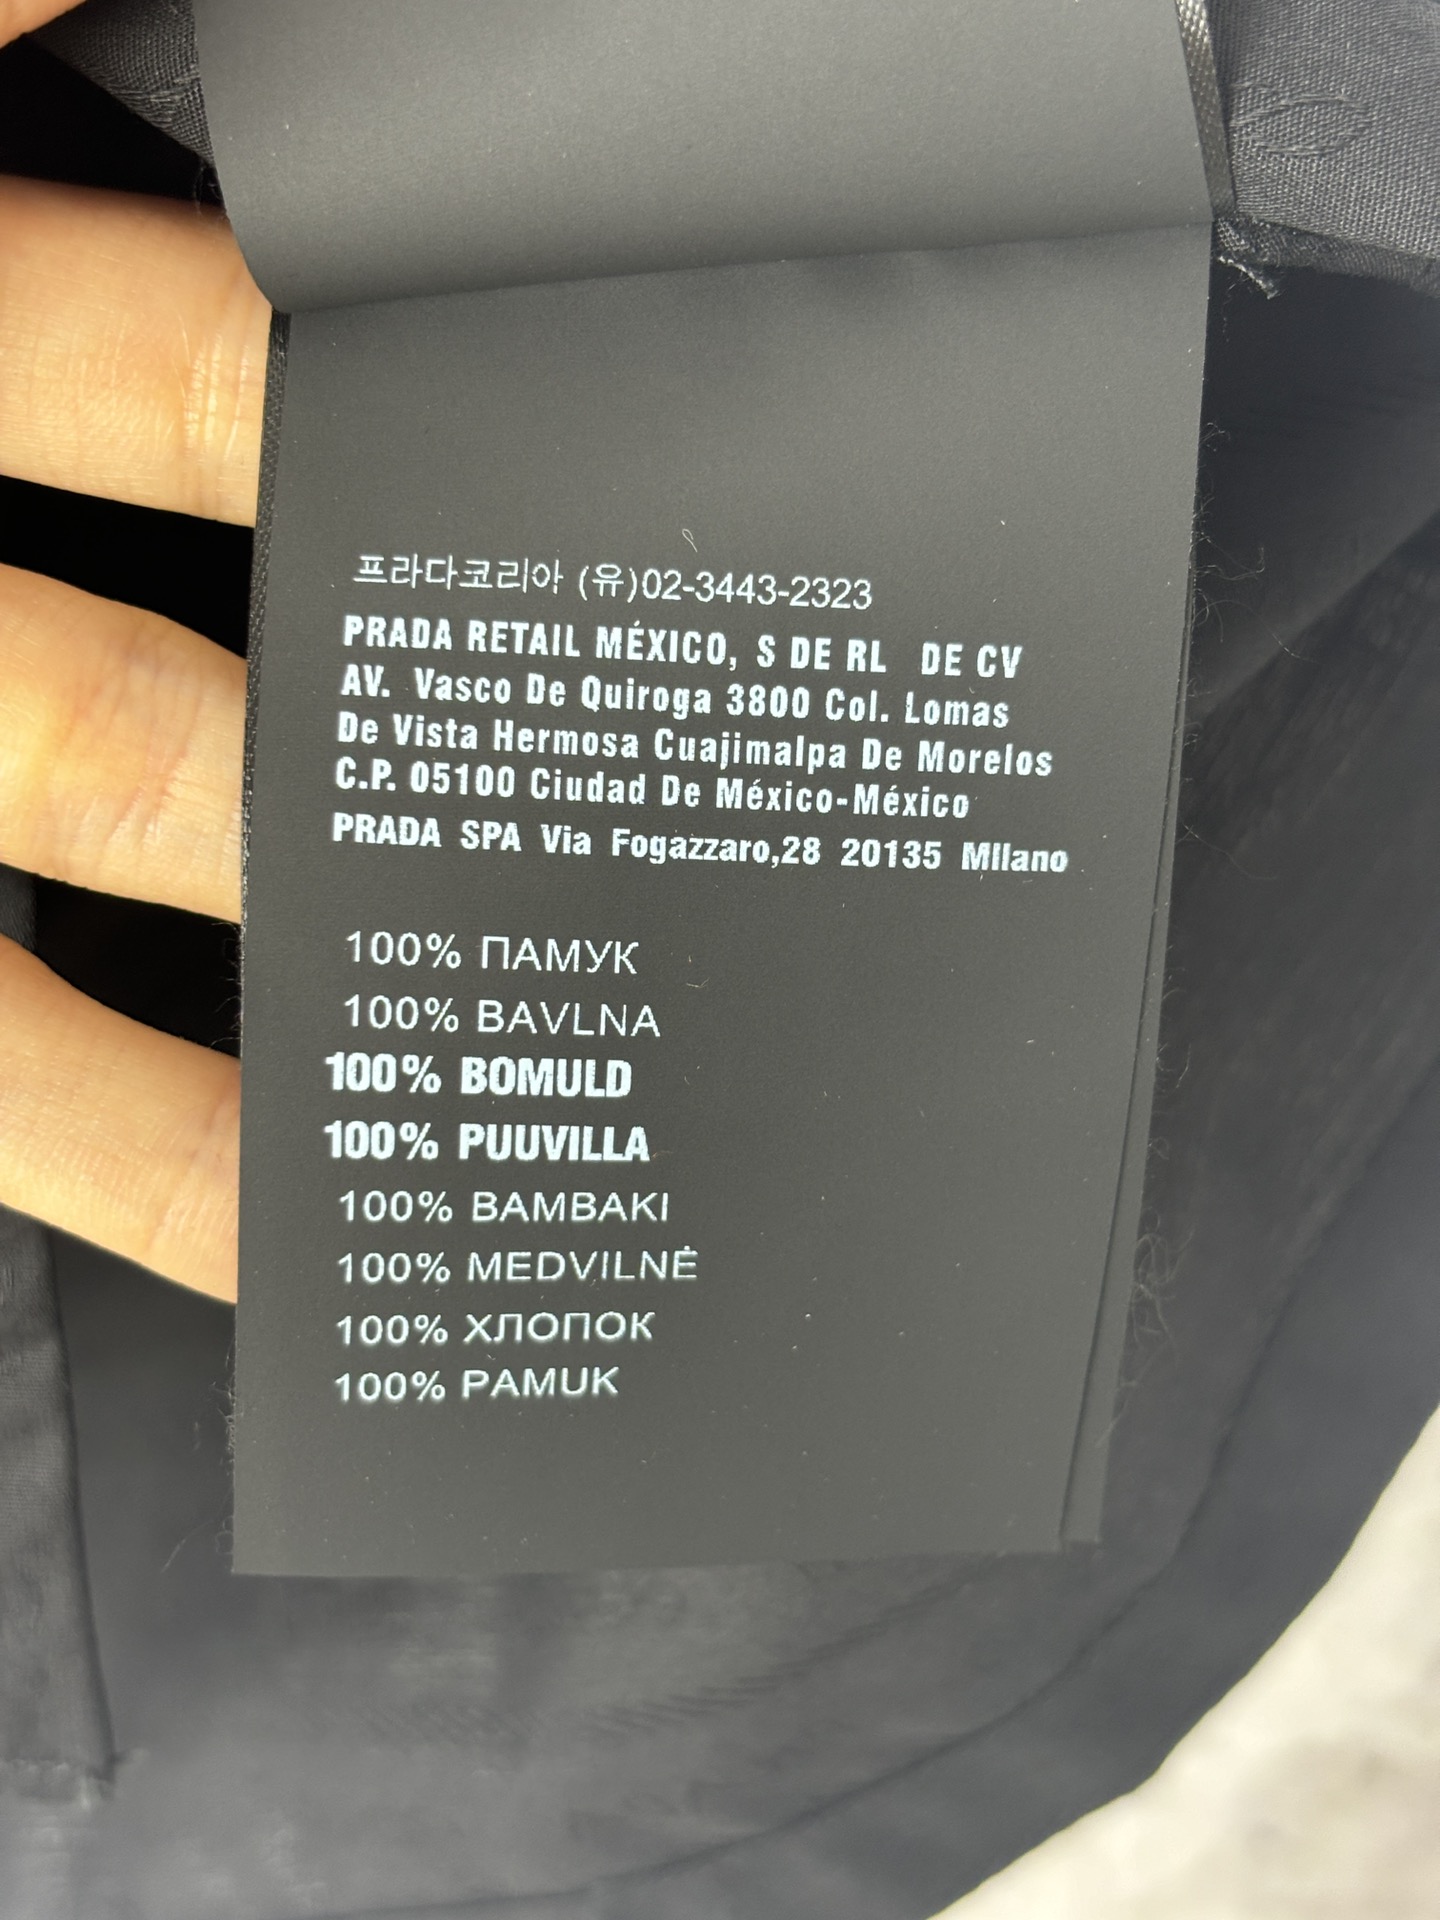 프라다코리아 (유)02-3443-2323
PRADA RETAIL MÉXICO, S DE RL DE CV
AV. Vasco De Quiroga 3800 Col. Lomas
De Vista Hermosa Cuajimalpa De Morelos
C.P. 05100 Ciudad De México-México
PRADA SPA Via Fogazzaro,28 20135 MIlano
100% ПАМУК
100% BAVLNA
100% BOMULD
100% PUUVILLA
100% BAMBAKI
100% MEDVILNĖ
100% ХЛОПОК
100% PAMUK